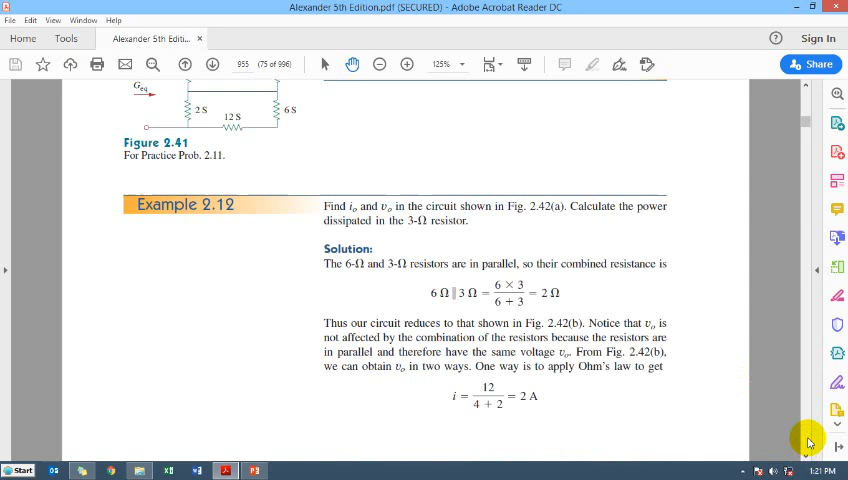 Alexander 5th Edition.pdf (SECURED) - Adobe Acrobat Reader DC
File Edit View Window Help
Home Tools Alexander 5th Editi... × Sign In
955 (75 of 996) 125% Share
Geq
2 S
12 S
6 S
Figure 2.41
For Practice Prob. 2.11.
Example 2.12
Find io and vo in the circuit shown in Fig. 2.42(a). Calculate the power
dissipated in the 3-Ω resistor.
Solution:
The 6-Ω and 3-Ω resistors are in parallel, so their combined resistance is
6 Ω ‖ 3 Ω = 6 × 3 / 6 + 3 = 2 Ω
Thus our circuit reduces to that shown in Fig. 2.42(b). Notice that vo is
not affected by the combination of the resistors because the resistors are
in parallel and therefore have the same voltage vo. From Fig. 2.42(b),
we can obtain vo in two ways. One way is to apply Ohm's law to get
i = 12 / 4 + 2 = 2 A
Start 1:21 PM